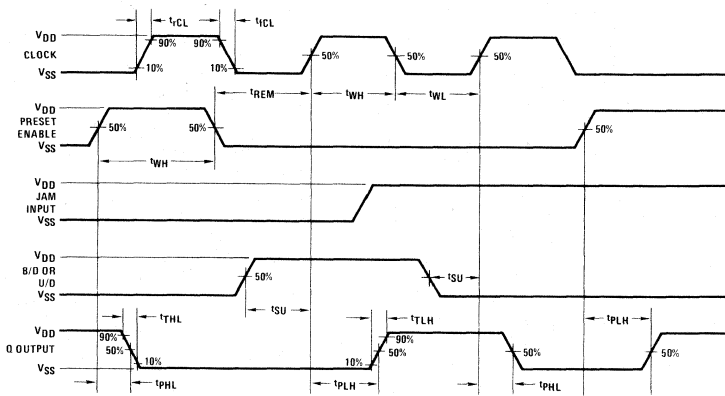 trCL
tfCL
VDD
CLOCK
VSS
90%
90%
10%
10%
50%
50%
50%
tREM
tWH
tWL
VDD
PRESET
ENABLE
VSS
50%
50%
50%
tWH
VDD
JAM
INPUT
VSS
VDD
B/D OR
U/D
VSS
50%
tSU
tSU
tTHL
tTLH
tPLH
VDD
Q OUTPUT
VSS
90%
50%
10%
90%
50%
10%
50%
50%
tPHL
tPLH
tPHL